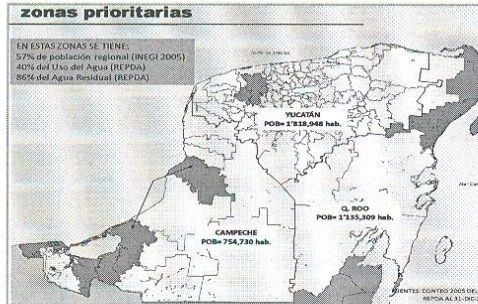 zonas prioritarias
EN ESTAS ZONAS SE TIENE:
57% de población regional (INEGI 2005)
40% del Uso del Agua (REPDA)
86% del Agua Residual (REPDA)
YUCATÁN
POB= 1'818,948 hab.
Q. ROO
POB= 1'135,309 hab.
CAMPECHE
POB= 754,730 hab.
FUENTES: CONTEO 2005 DEL
REPDA AL 31-DIC-